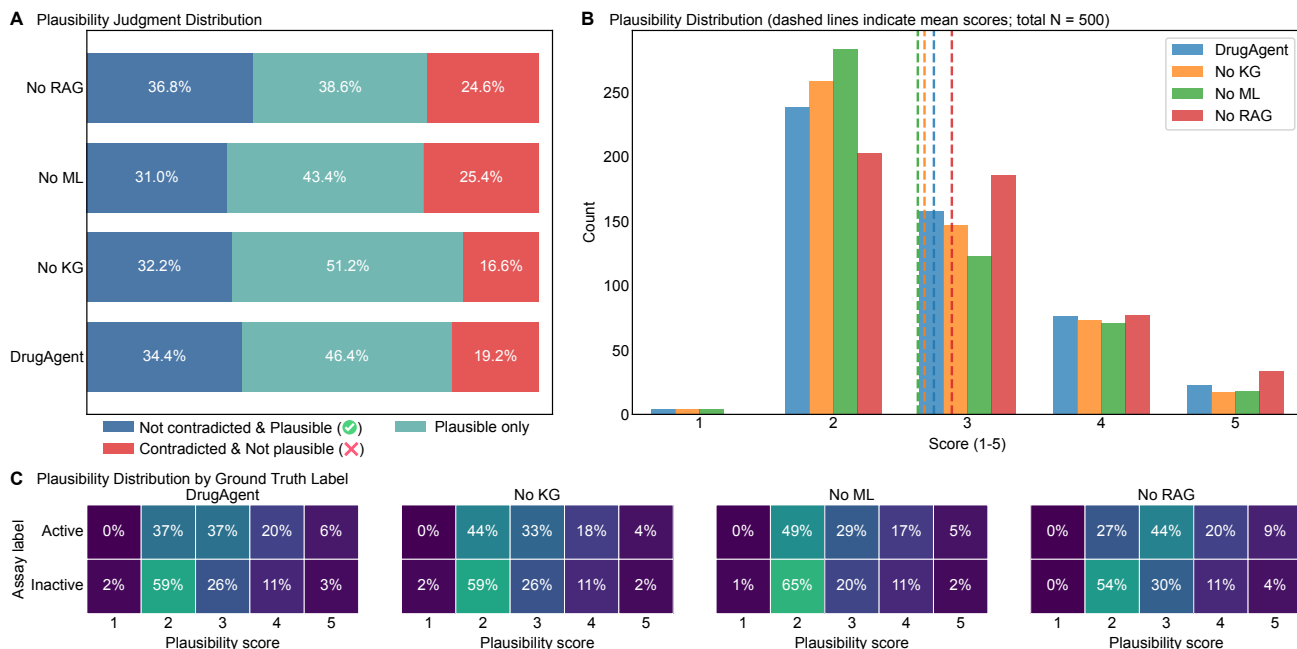 A Plausibility Judgment Distribution
No RAG 36.8% 38.6% 24.6%
No ML 31.0% 43.4% 25.4%
No KG 32.2% 51.2% 16.6%
DrugAgent 34.4% 46.4% 19.2%
Not contradicted & Plausible (✅) Plausible only
Contradicted & Not plausible (❌)
B Plausibility Distribution (dashed lines indicate mean scores; total N = 500)
DrugAgent
No KG
No ML
No RAG
250
200
150
100
50
0
Count
1 2 3 4 5
Score (1-5)
C Plausibility Distribution by Ground Truth Label
DrugAgent No KG No ML No RAG
Assay label
Active 0% 37% 37% 20% 6% 0% 44% 33% 18% 4% 0% 49% 29% 17% 5% 0% 27% 44% 20% 9%
Inactive 2% 59% 26% 11% 3% 2% 59% 26% 11% 2% 1% 65% 20% 11% 2% 0% 54% 30% 11% 4%
1 2 3 4 5 1 2 3 4 5 1 2 3 4 5 1 2 3 4 5
Plausibility score Plausibility score Plausibility score Plausibility score